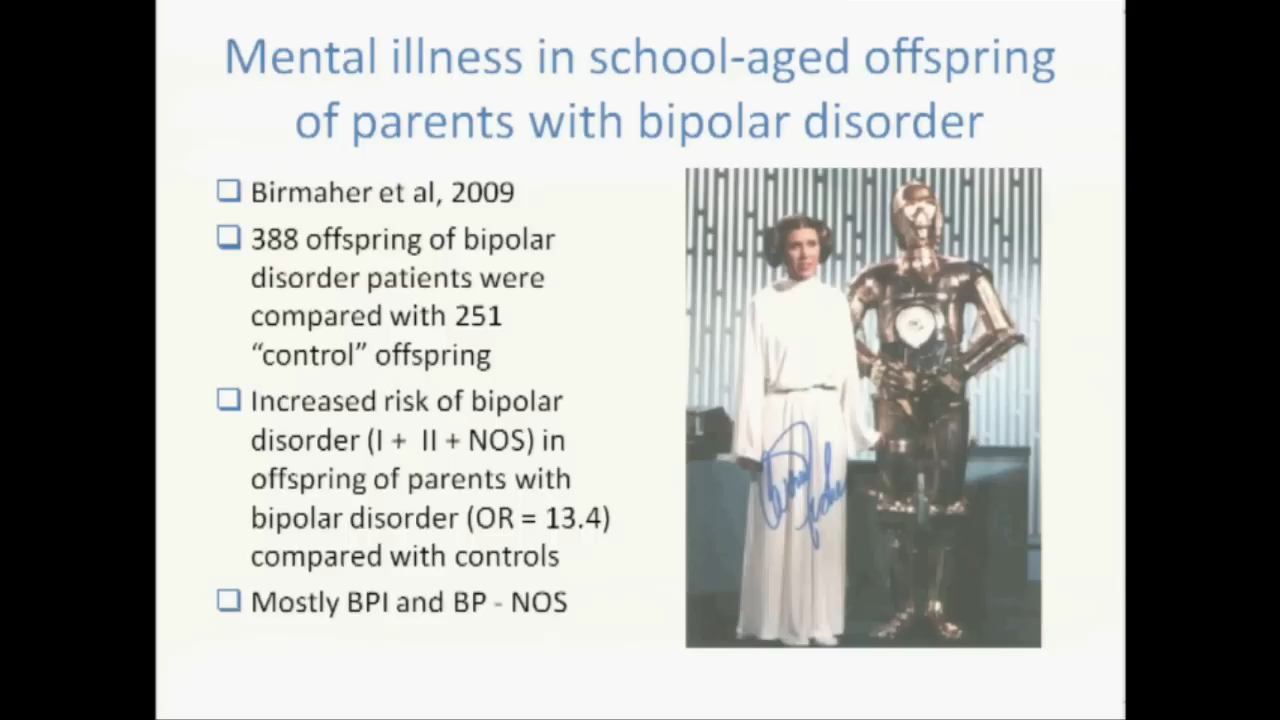 Mental illness in school-aged offspring
of parents with bipolar disorder
Birmaher et al, 2009
388 offspring of bipolar
disorder patients were
compared with 251
“control” offspring
Increased risk of bipolar
disorder (I + II + NOS) in
offspring of parents with
bipolar disorder (OR = 13.4)
compared with controls
Mostly BPI and BP - NOS